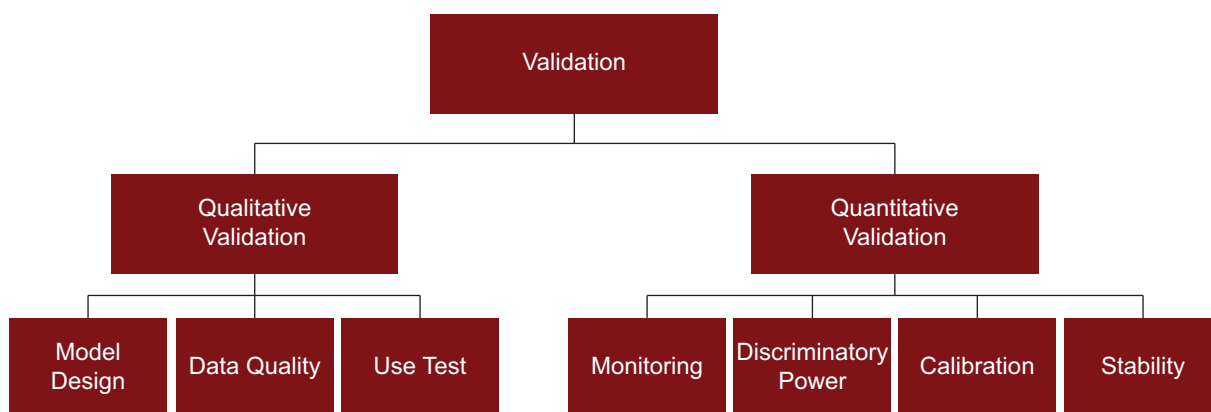 Validation
Qualitative
Validation
Quantitative
Validation
Model
Design
Data Quality
Use Test
Monitoring
Discriminatory
Power
Calibration
Stability